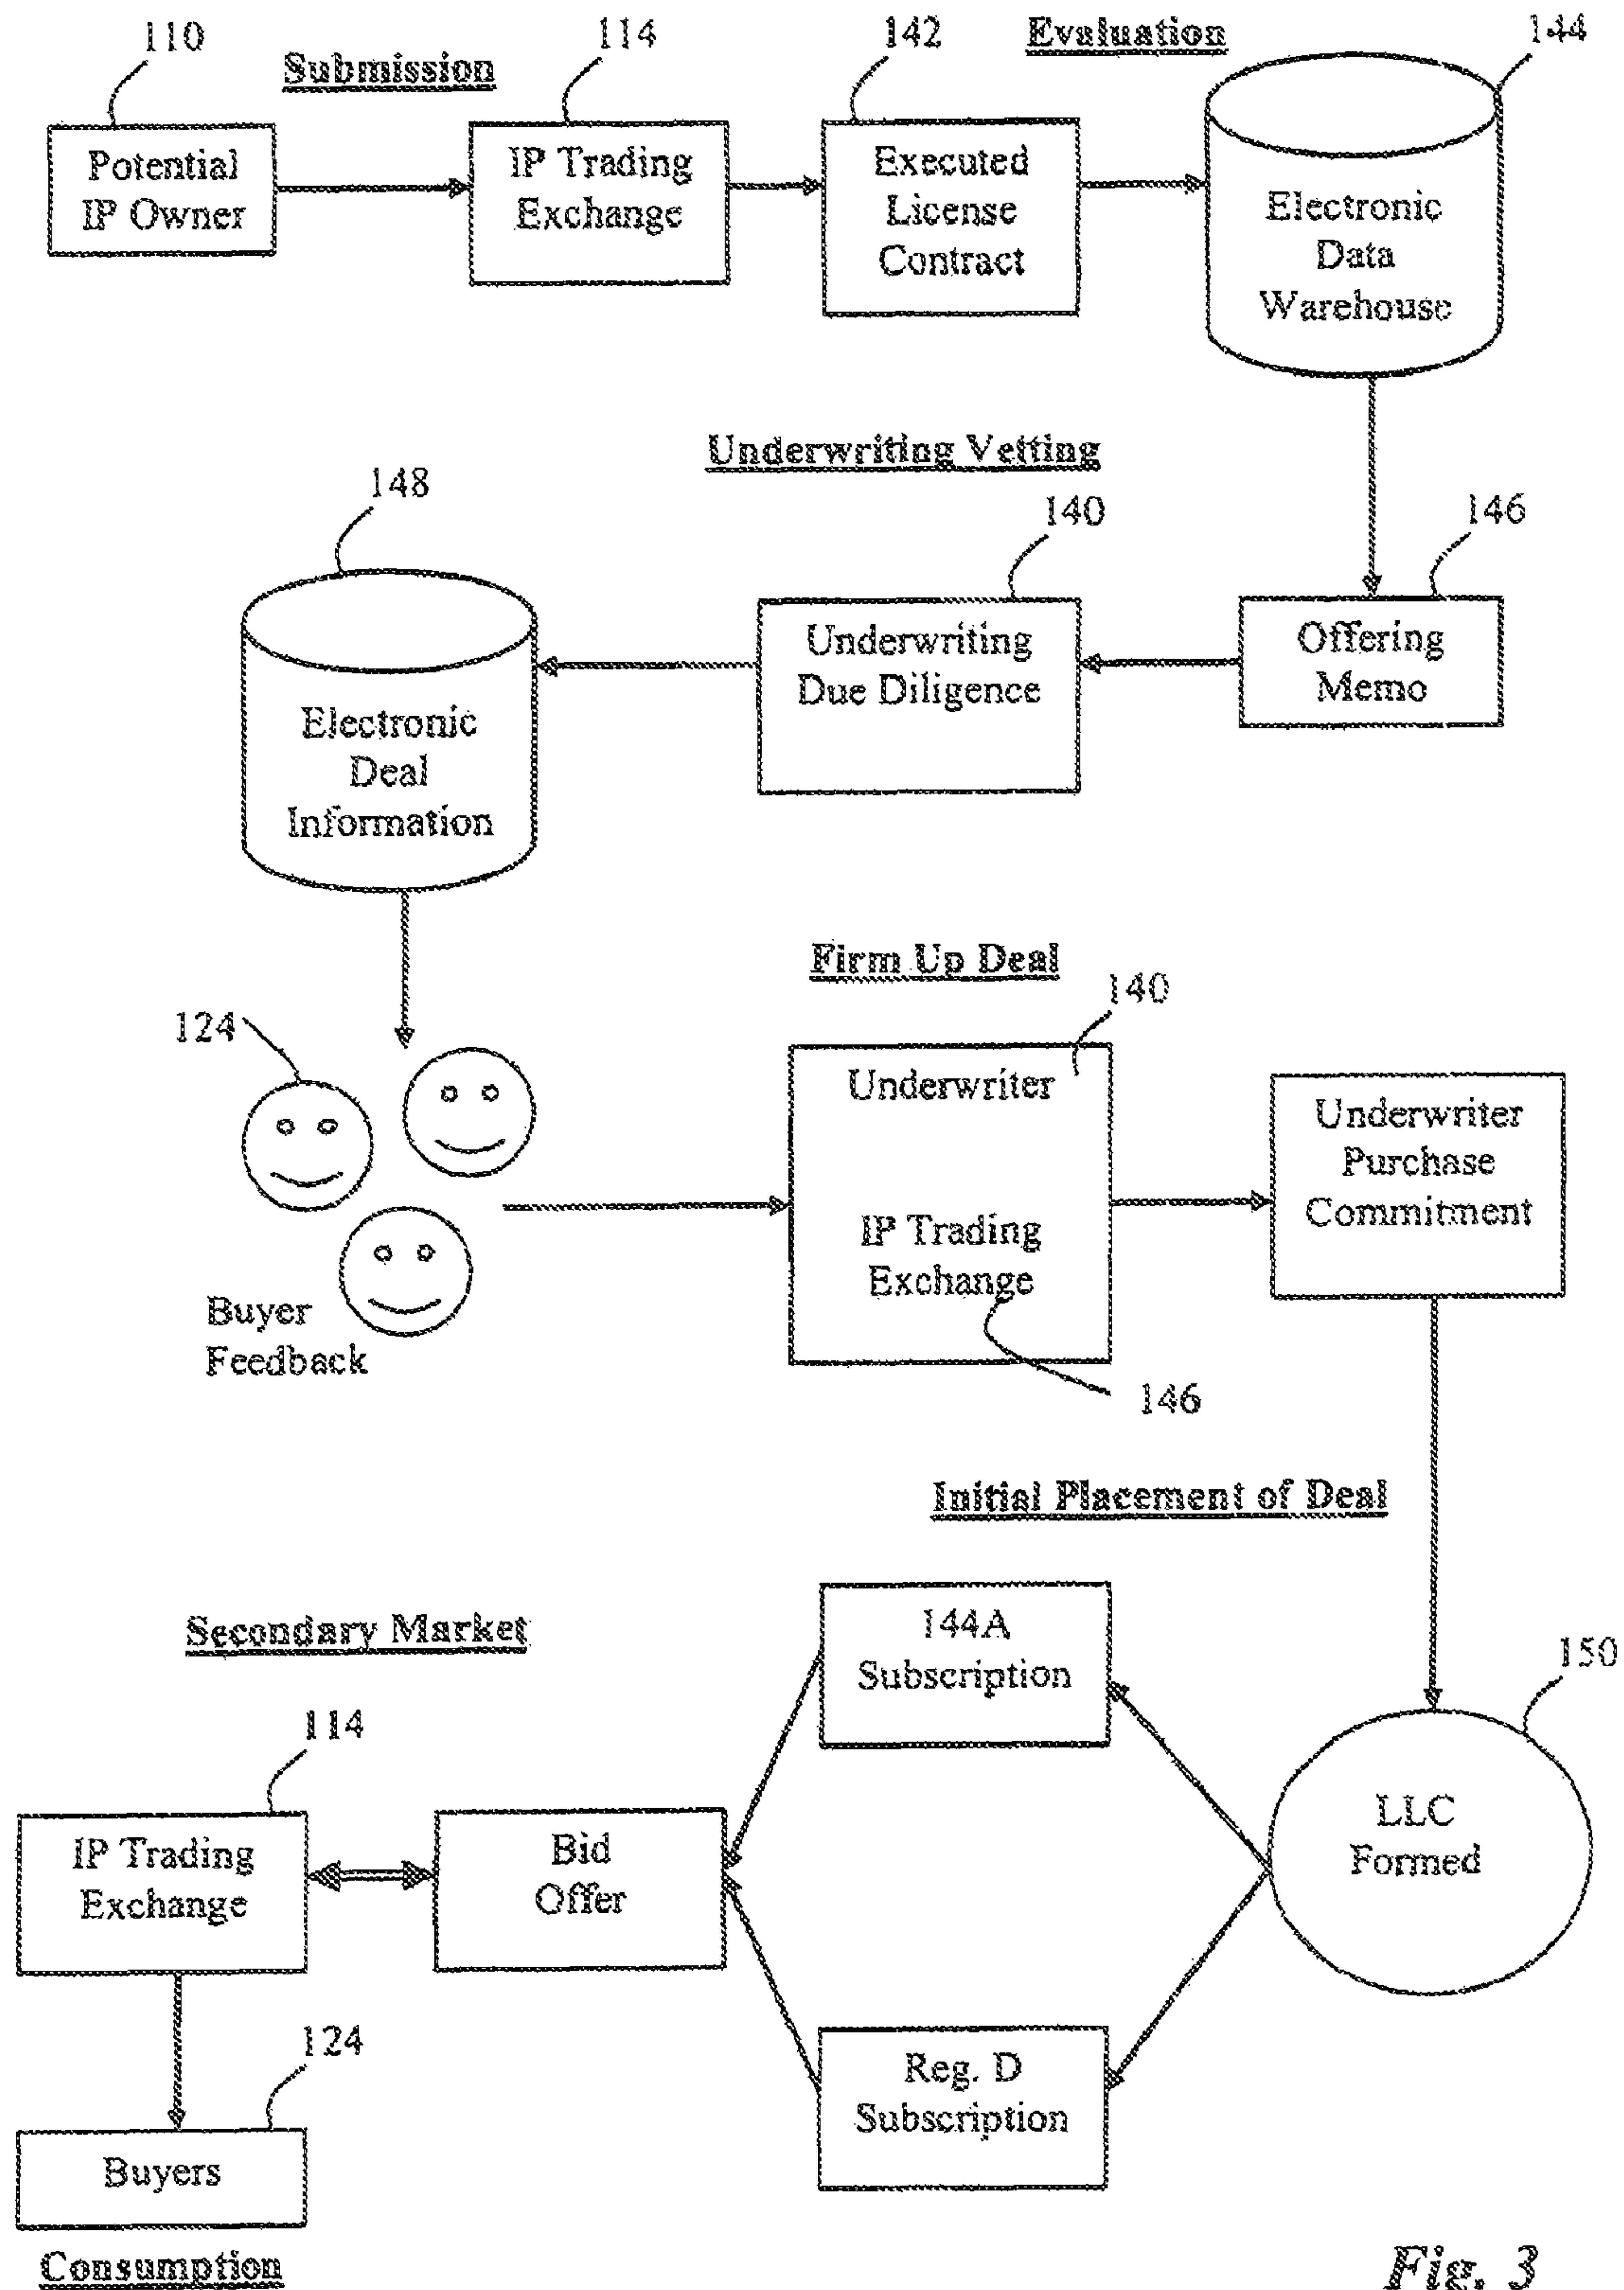 110
Submission
114
142
Evaluation
144
Potential
IP Owner
IP Trading
Exchange
Executed
License
Contract
Electronic
Data
Warehouse
Underwriting Vetting
148
140
146
Electronic
Deal
Information
Underwriting
Due Diligence
Offering
Memo
Firm Up Deal
124
140
Buyer
Feedback
Underwriter
IP Trading
Exchange
146
Underwriter
Purchase
Commitment
Initial Placement of Deal
Secondary Market
144A
Subscription
150
114
IP Trading
Exchange
Bid
Offer
LLC
Formed
124
Reg. D
Subscription
Buyers
Consumption
Fig. 3